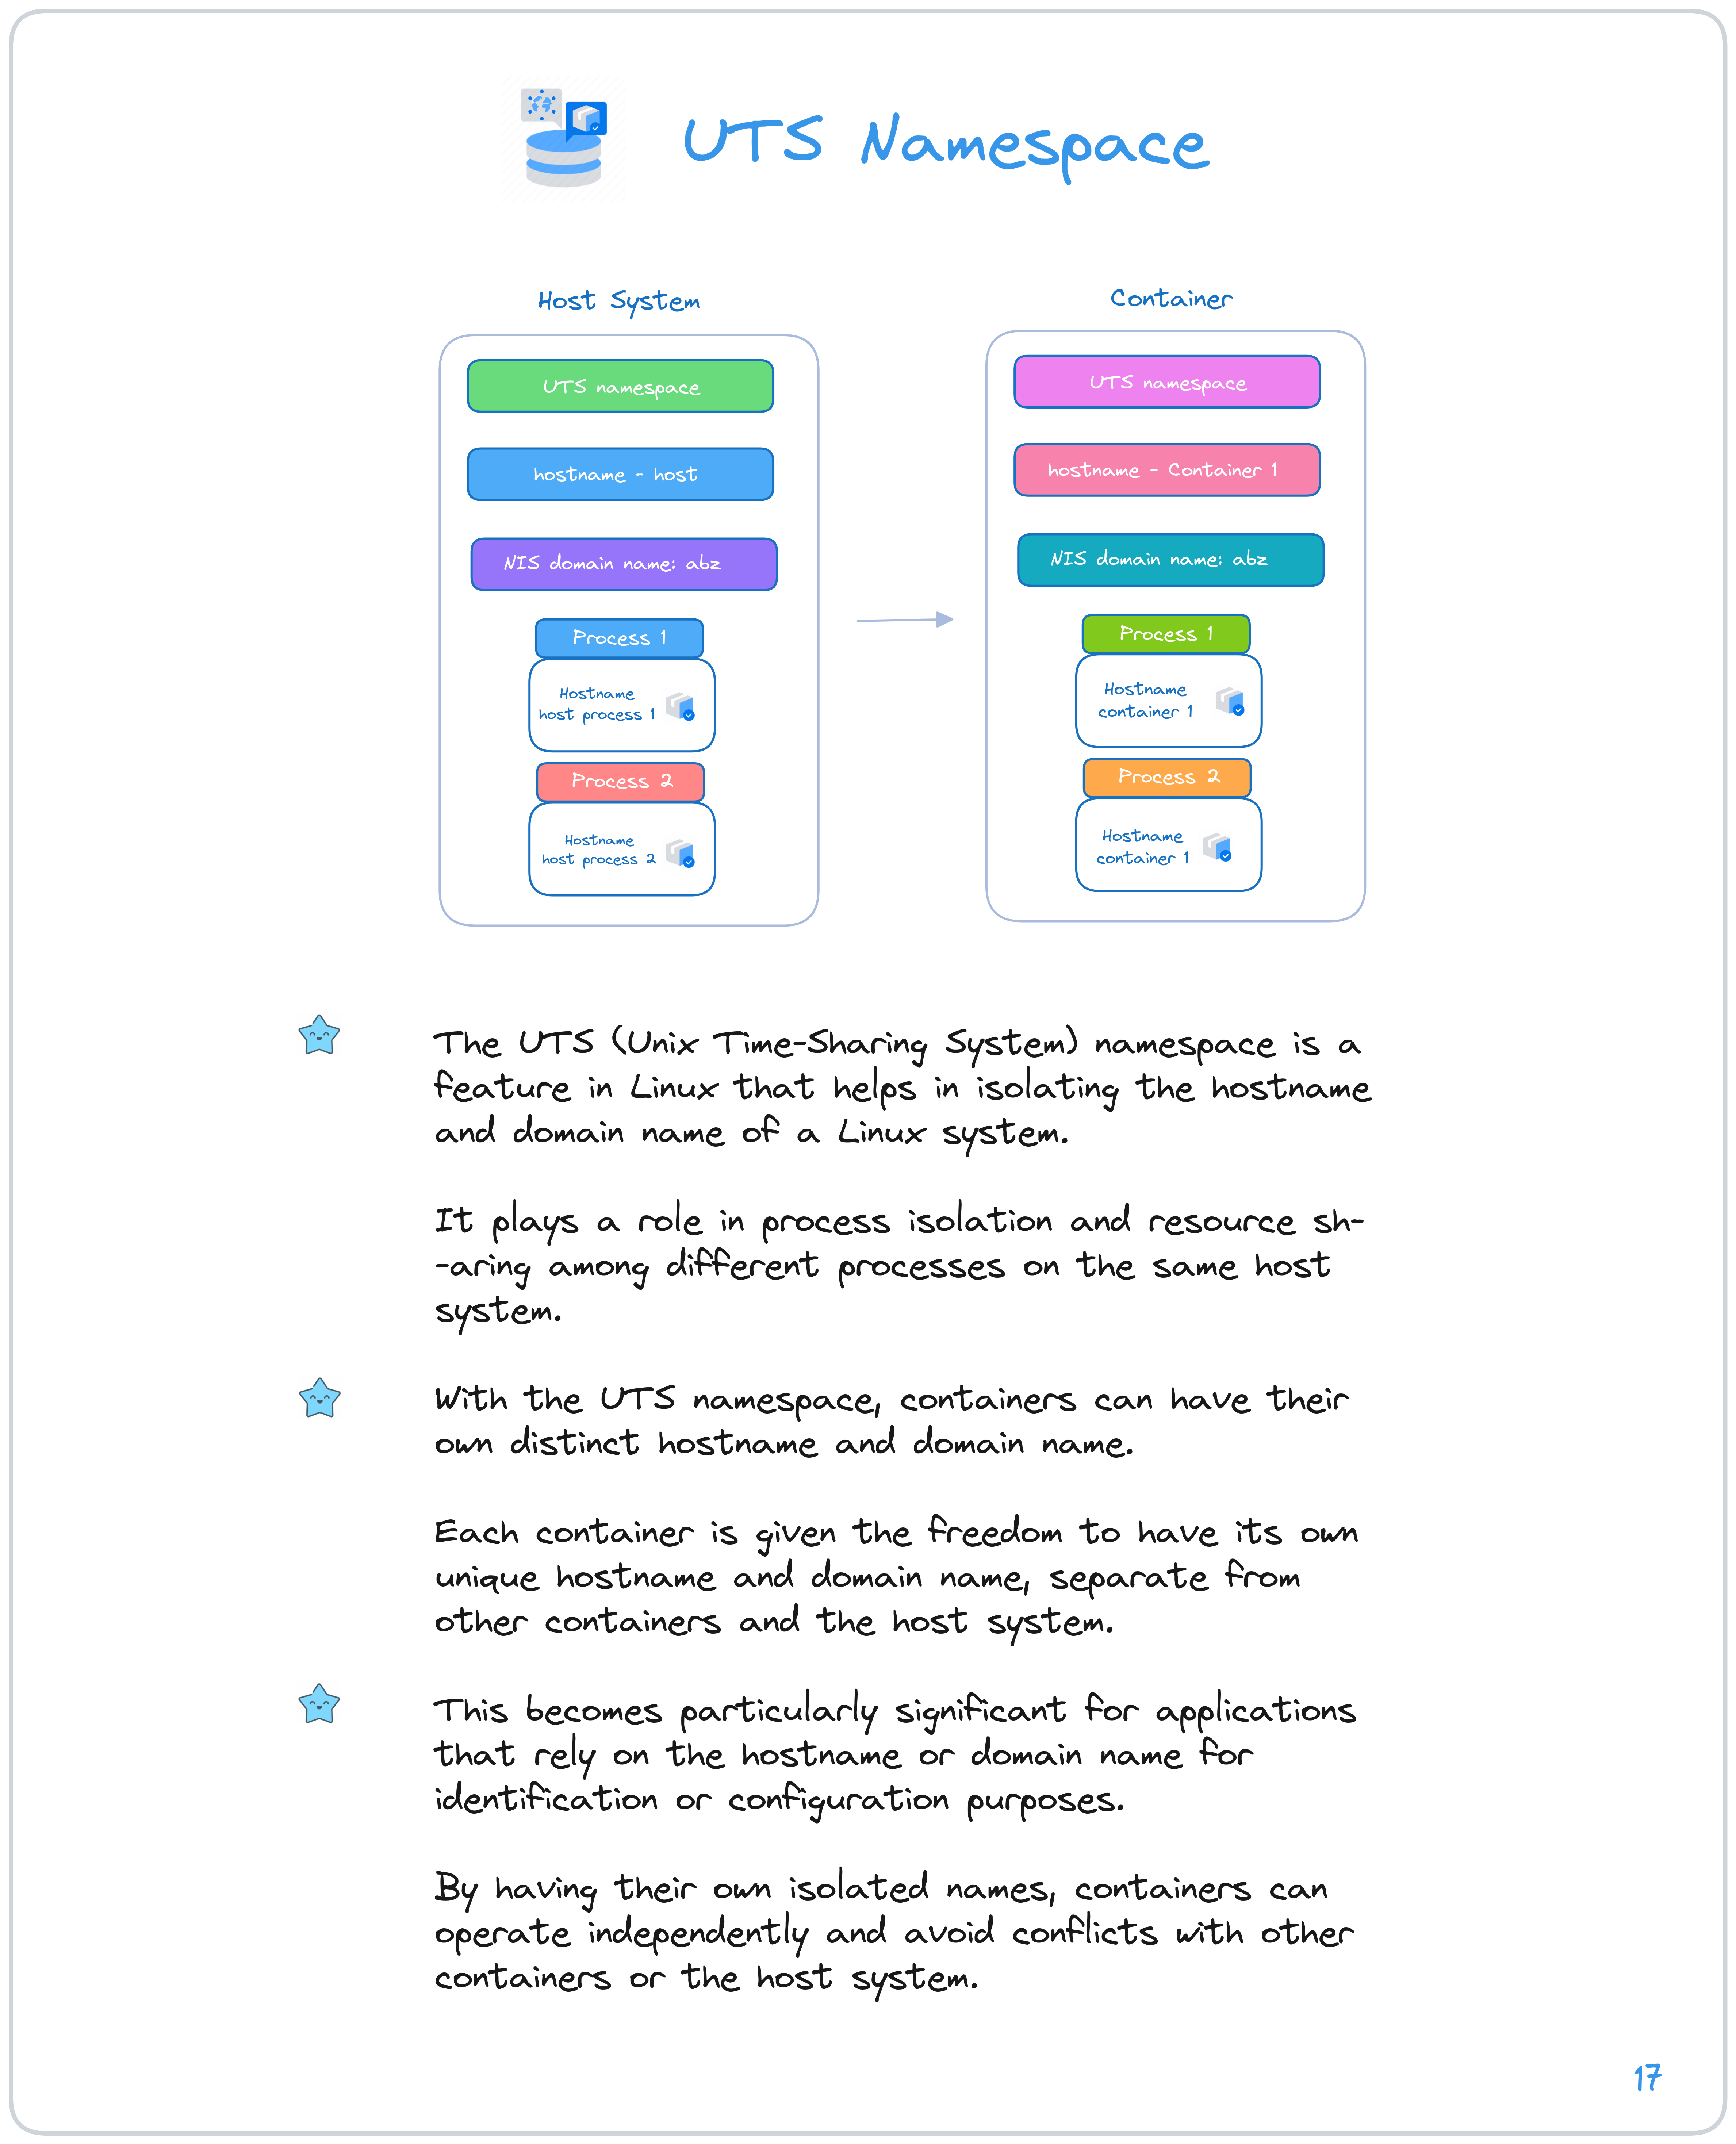 UTS Namespace
Host System
UTS namespace
hostname - host
NIS domain name: abz
Process 1
Hostname
host process 1
Process 2
Hostname
host process 2
Container
UTS namespace
hostname - Container 1
NIS domain name: abz
Process 1
Hostname
container 1
Process 2
Hostname
container 1
The UTS (Unix Time-Sharing System) namespace is a
feature in Linux that helps in isolating the hostname
and domain name of a Linux system.
It plays a role in process isolation and resource sh-
-aring among different processes on the same host
system.
With the UTS namespace, containers can have their
own distinct hostname and domain name.
Each container is given the freedom to have its own
unique hostname and domain name, separate from
other containers and the host system.
This becomes particularly significant for applications
that rely on the hostname or domain name for
identification or configuration purposes.
By having their own isolated names, containers can
operate independently and avoid conflicts with other
containers or the host system.
17